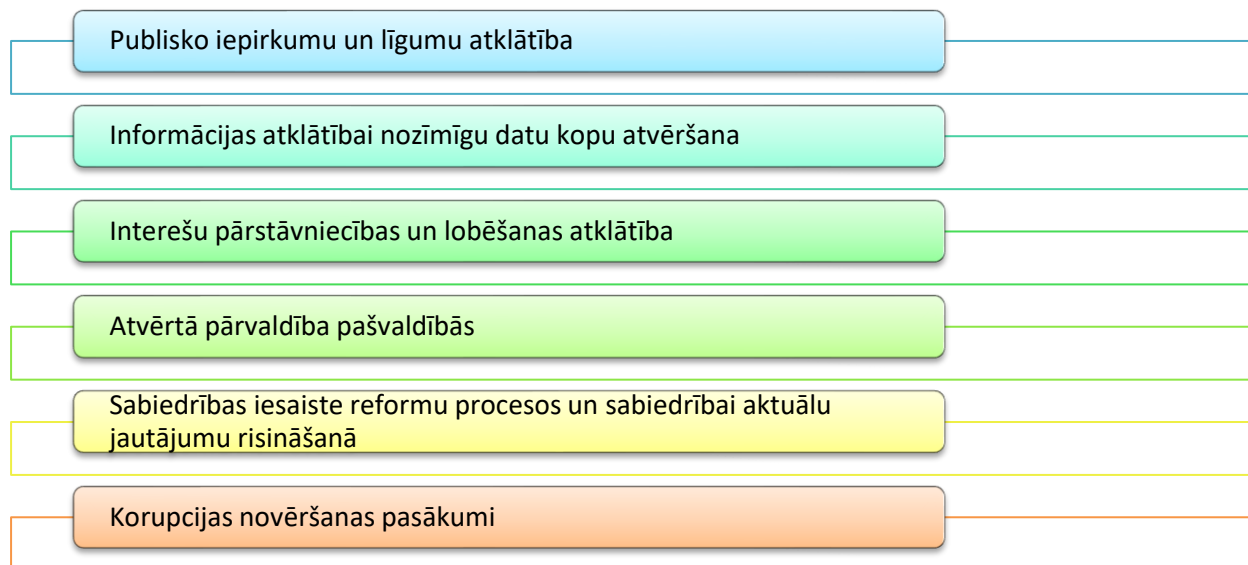 Publisko iepirkumu un līgumu atklātība
Informācijas atklātībai nozīmīgu datu kopu atvēršana
Interešu pārstāvniecības un lobēšanas atklātība
Atvērtā pārvaldība pašvaldībās
Sabiedrības iesaiste reformu procesos un sabiedrībai aktuālu
jautājumu risināšanā
Korupcijas novēršanas pasākumi